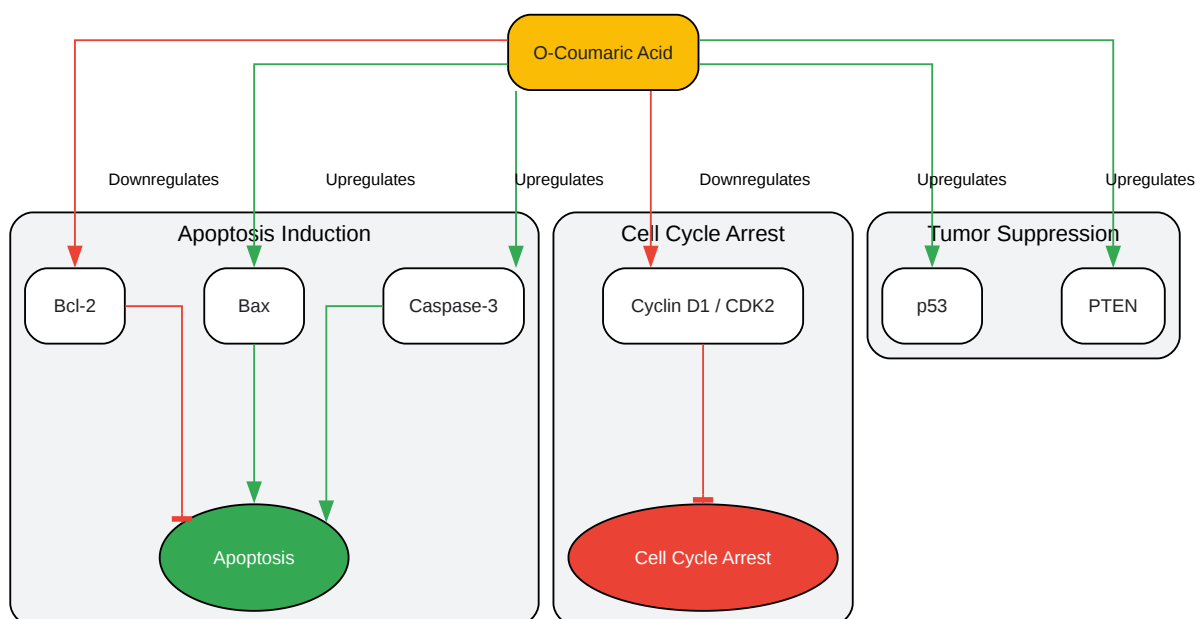 O-Coumaric Acid
Downregulates
Upregulates
Upregulates
Downregulates
Upregulates
Upregulates
Apoptosis Induction
Cell Cycle Arrest
Tumor Suppression
Bcl-2
Bax
Caspase-3
Cyclin D1 / CDK2
p53
PTEN
Apoptosis
Cell Cycle Arrest